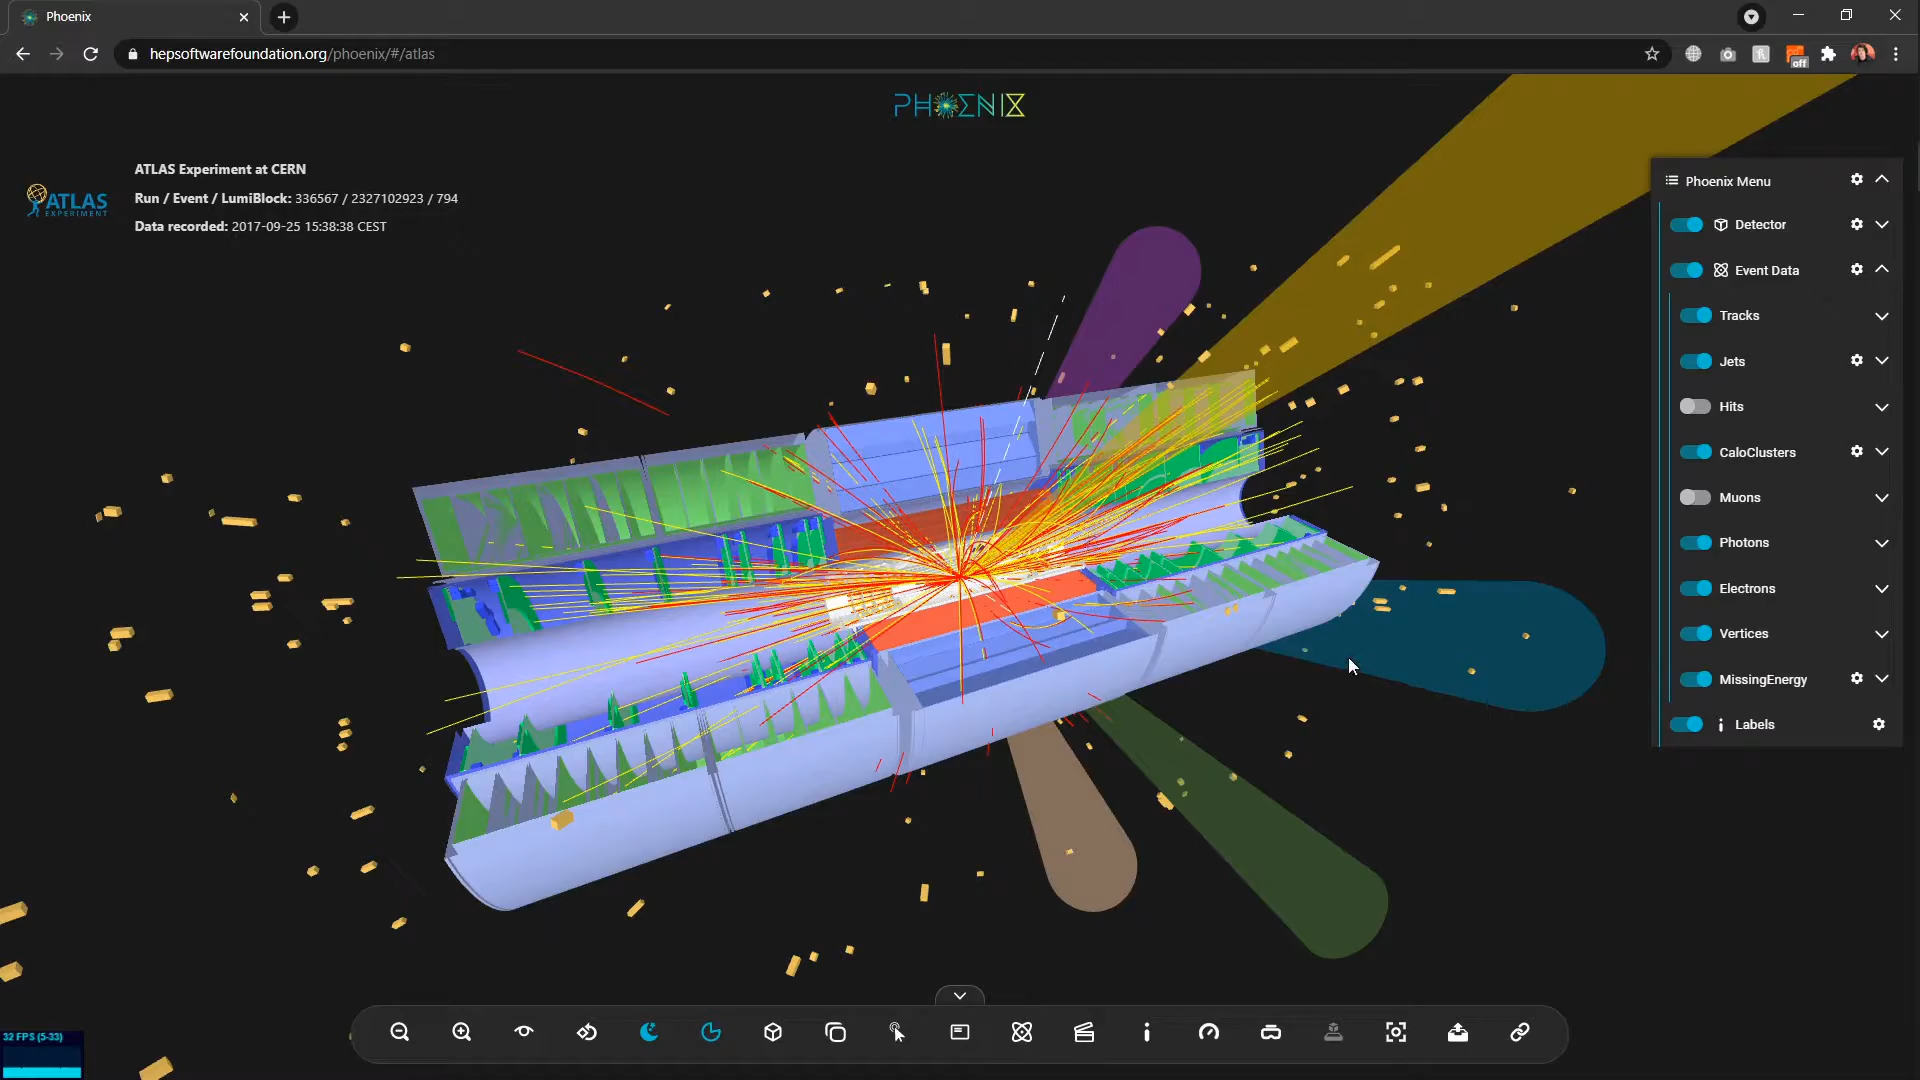 Phoenix
hepsoftwarefoundation.org/phoenix/#/atlas
off
PHOENIX
ATLAS Experiment at CERN
ATLAS
EXPERIMENT
Run / Event / LumiBlock: 336567 / 2327102923 / 794
Data recorded: 2017-09-25 15:38:38 CEST
Phoenix Menu
Detector
Event Data
Tracks
Jets
Hits
CaloClusters
Muons
Photons
Electrons
Vertices
MissingEnergy
Labels
32 FPS (5-33)